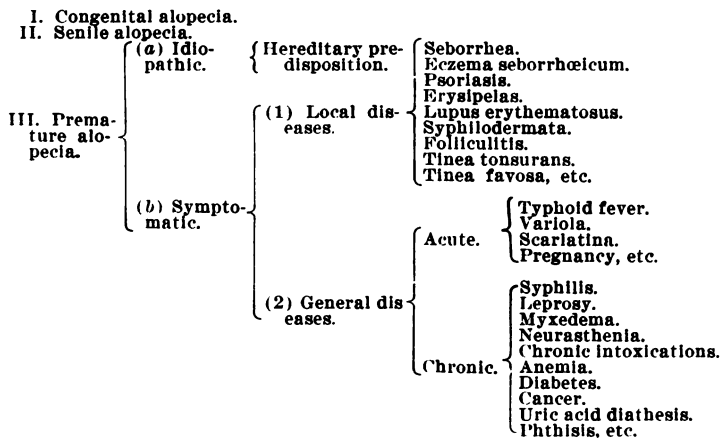 I. Congenital alopecia.
II. Senile alopecia.
III. Prema-
ture alo-
pecia.
(a) Idio-
pathic.
Hereditary pre-
disposition.
(b) Sympto-
matic.
(1) Local dis-
eases.
Seborrhea.
Eczema seborrhœicum.
Psoriasis.
Erysipelas.
Lupus erythematosus.
Syphilodermata.
Folliculitis.
Tinea tonsurans.
Tinea favosa, etc.
(2) General dis
eases.
Acute.
Typhoid fever.
Variola.
Scarlatina.
Pregnancy, etc.
Chronic.
Syphilis.
Leprosy.
Myxedema.
Neurasthenia.
Chronic intoxications.
Anemia.
Diabetes.
Cancer.
Uric acid diathesis.
Phthisis, etc.